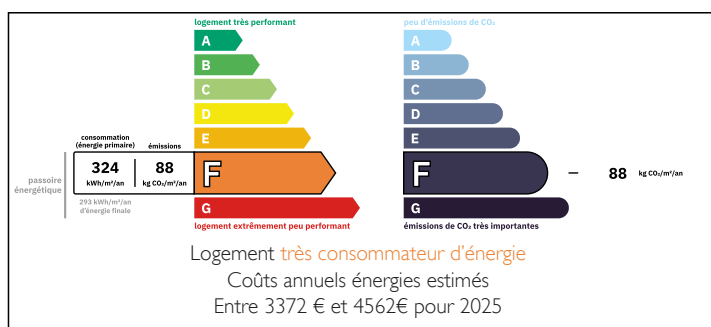 logement très performant
A
B
C
D
E
consommation
(énergie primaire)
émissions
passoire
énergétique
324
kWh/m²/an
88
kg CO₂/m²/an
F
293 kWh/m²/an
d'énergie finale
G
logement extrêmement peu performant
peu d'émissions de CO₂
A
B
C
D
E
F
88 kg CO₂/m²/an
G
émissions de CO₂ très importantes
Logement très consommateur d'énergie
Coûts annuels énergies estimés
Entre 3372 € et 4562€ pour 2025